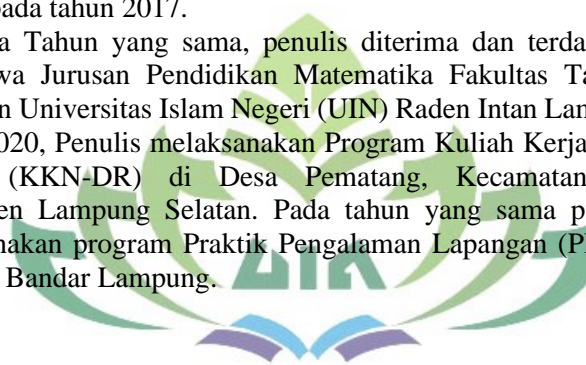 pada tahun 2017.
a Tahun yang sama, penulis diterima dan terda
wa Jurusan Pendidikan Matematika Fakultas Ta
n Universitas Islam Negeri (UIN) Raden Intan Lam
020, Penulis melaksanakan Program Kuliah Kerja
(KKN-DR) di Desa Pematang, Kecamatan
en Lampung Selatan. Pada tahun yang sama p
nakan program Praktik Pengalaman Lapangan (P
Bandar Lampung.